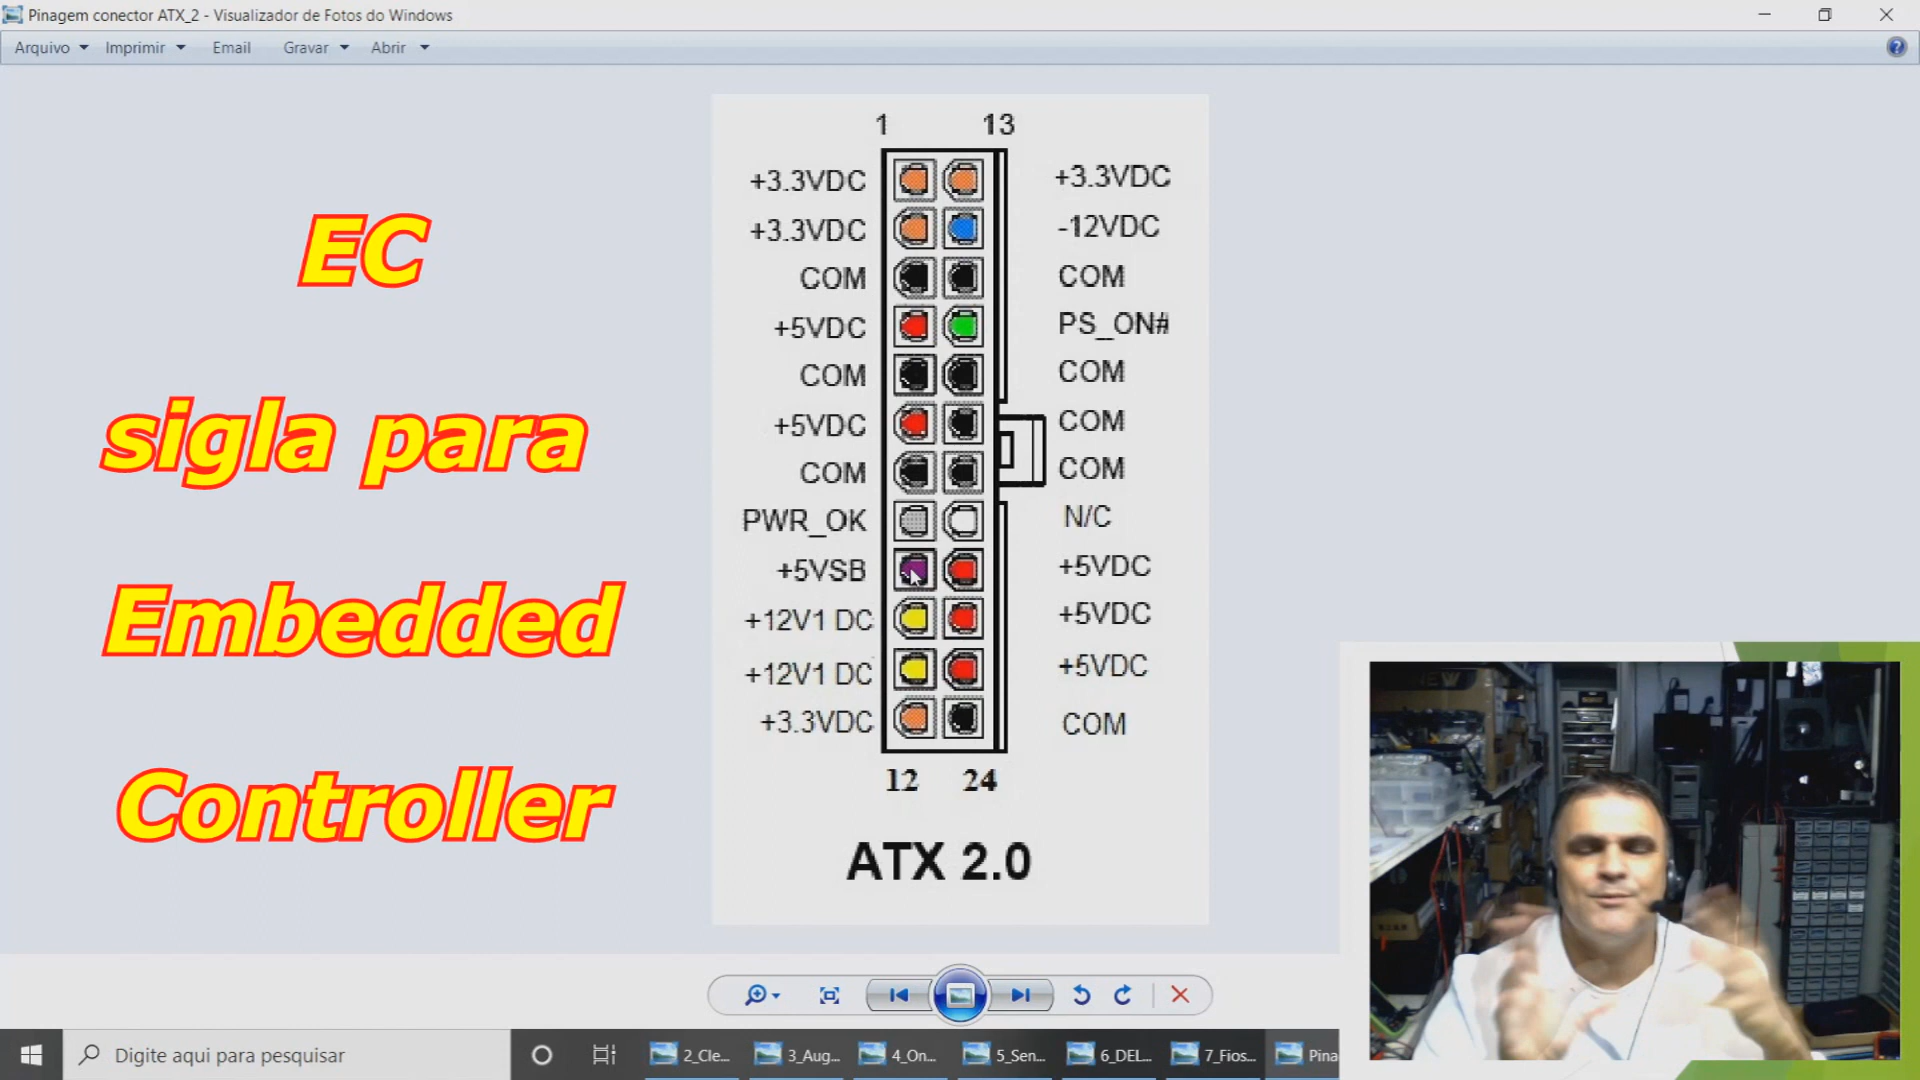 Pinagem conector ATX_2 - Visualizador de Fotos do Windows
Arquivo Imprimir Email Gravar Abrir
EC
sigla para
Embedded
Controller
1 13
+3.3VDC +3.3VDC
+3.3VDC -12VDC
COM COM
+5VDC PS_ON#
COM COM
+5VDC COM
COM COM
PWR_OK N/C
+5VSB +5VDC
+12V1 DC +5VDC
+12V1 DC +5VDC
+3.3VDC COM
12 24
ATX 2.0
Digite aqui para pesquisar
2_Cle... 3_Aug... 4_On... 5_Sen... 6_DEL... 7_Fios... Pina